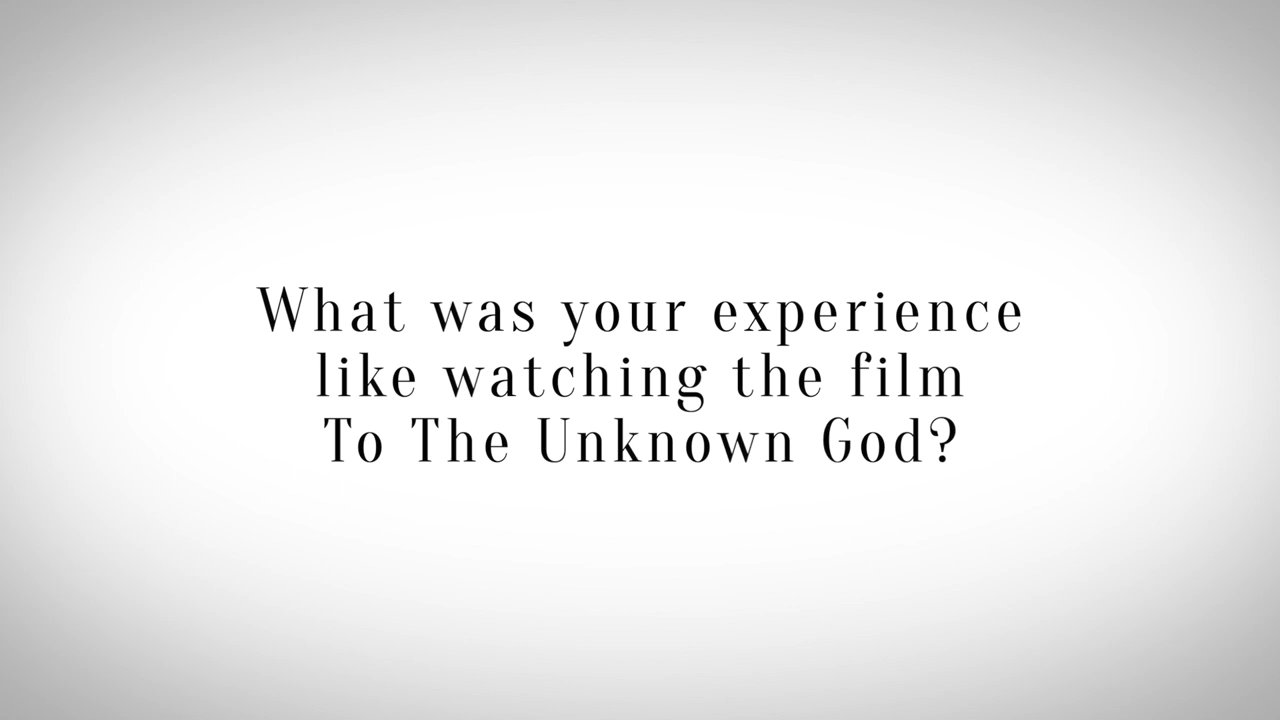 What was your experience
like watching the film
To The Unknown God?